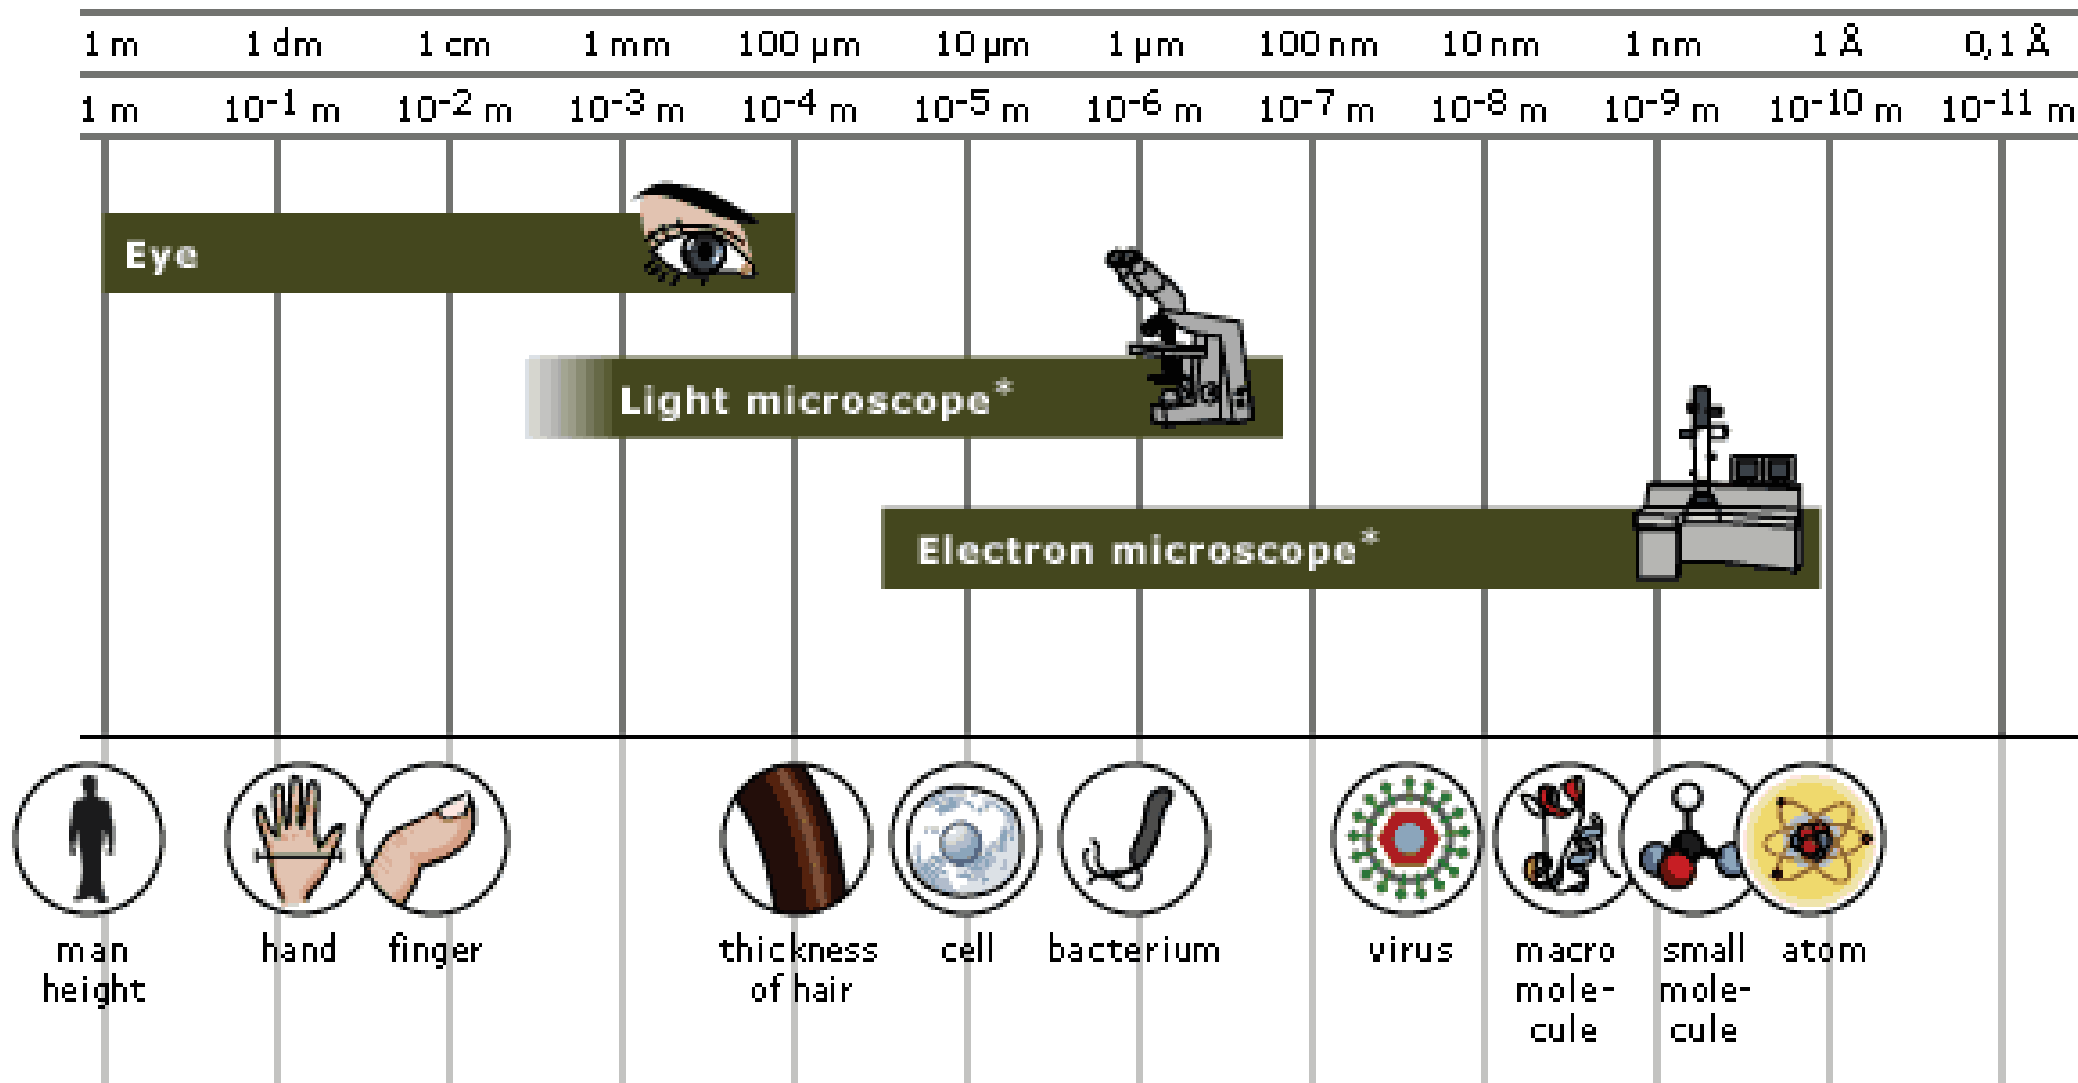 1 m 1 dm 1 cm 1 mm 100 µm 10 µm 1 µm 100 nm 10 nm 1 nm 1 Å 0,1 Å
1 m 10⁻¹ m 10⁻² m 10⁻³ m 10⁻⁴ m 10⁻⁵ m 10⁻⁶ m 10⁻⁷ m 10⁻⁸ m 10⁻⁹ m 10⁻¹⁰ m 10⁻¹¹ m
Eye
Light microscope*
Electron microscope*
man
height
hand
finger
thickness
of hair
cell
bacterium
virus
macro
mole-
cule
small
mole-
cule
atom